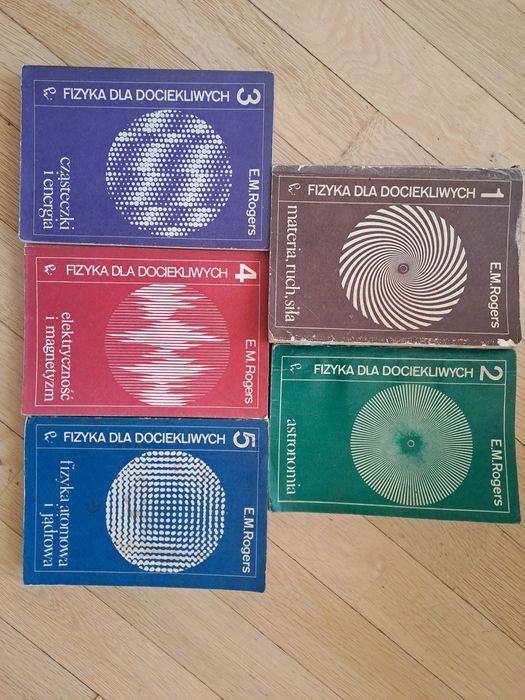 E.M.Rogers
FIZYKA DLA DOCIEKLIWYCH 1
materia, ruch, siła
E.M.Rogers
FIZYKA DLA DOCIEKLIWYCH 2
astronomia
E.M.Rogers
FIZYKA DLA DOCIEKLIWYCH 3
cząsteczki
i energia
E.M.Rogers
FIZYKA DLA DOCIEKLIWYCH 4
elektryczność
i magnetyzm
E.M.Rogers
FIZYKA DLA DOCIEKLIWYCH 5
fizyka atomowa
i jądrowa